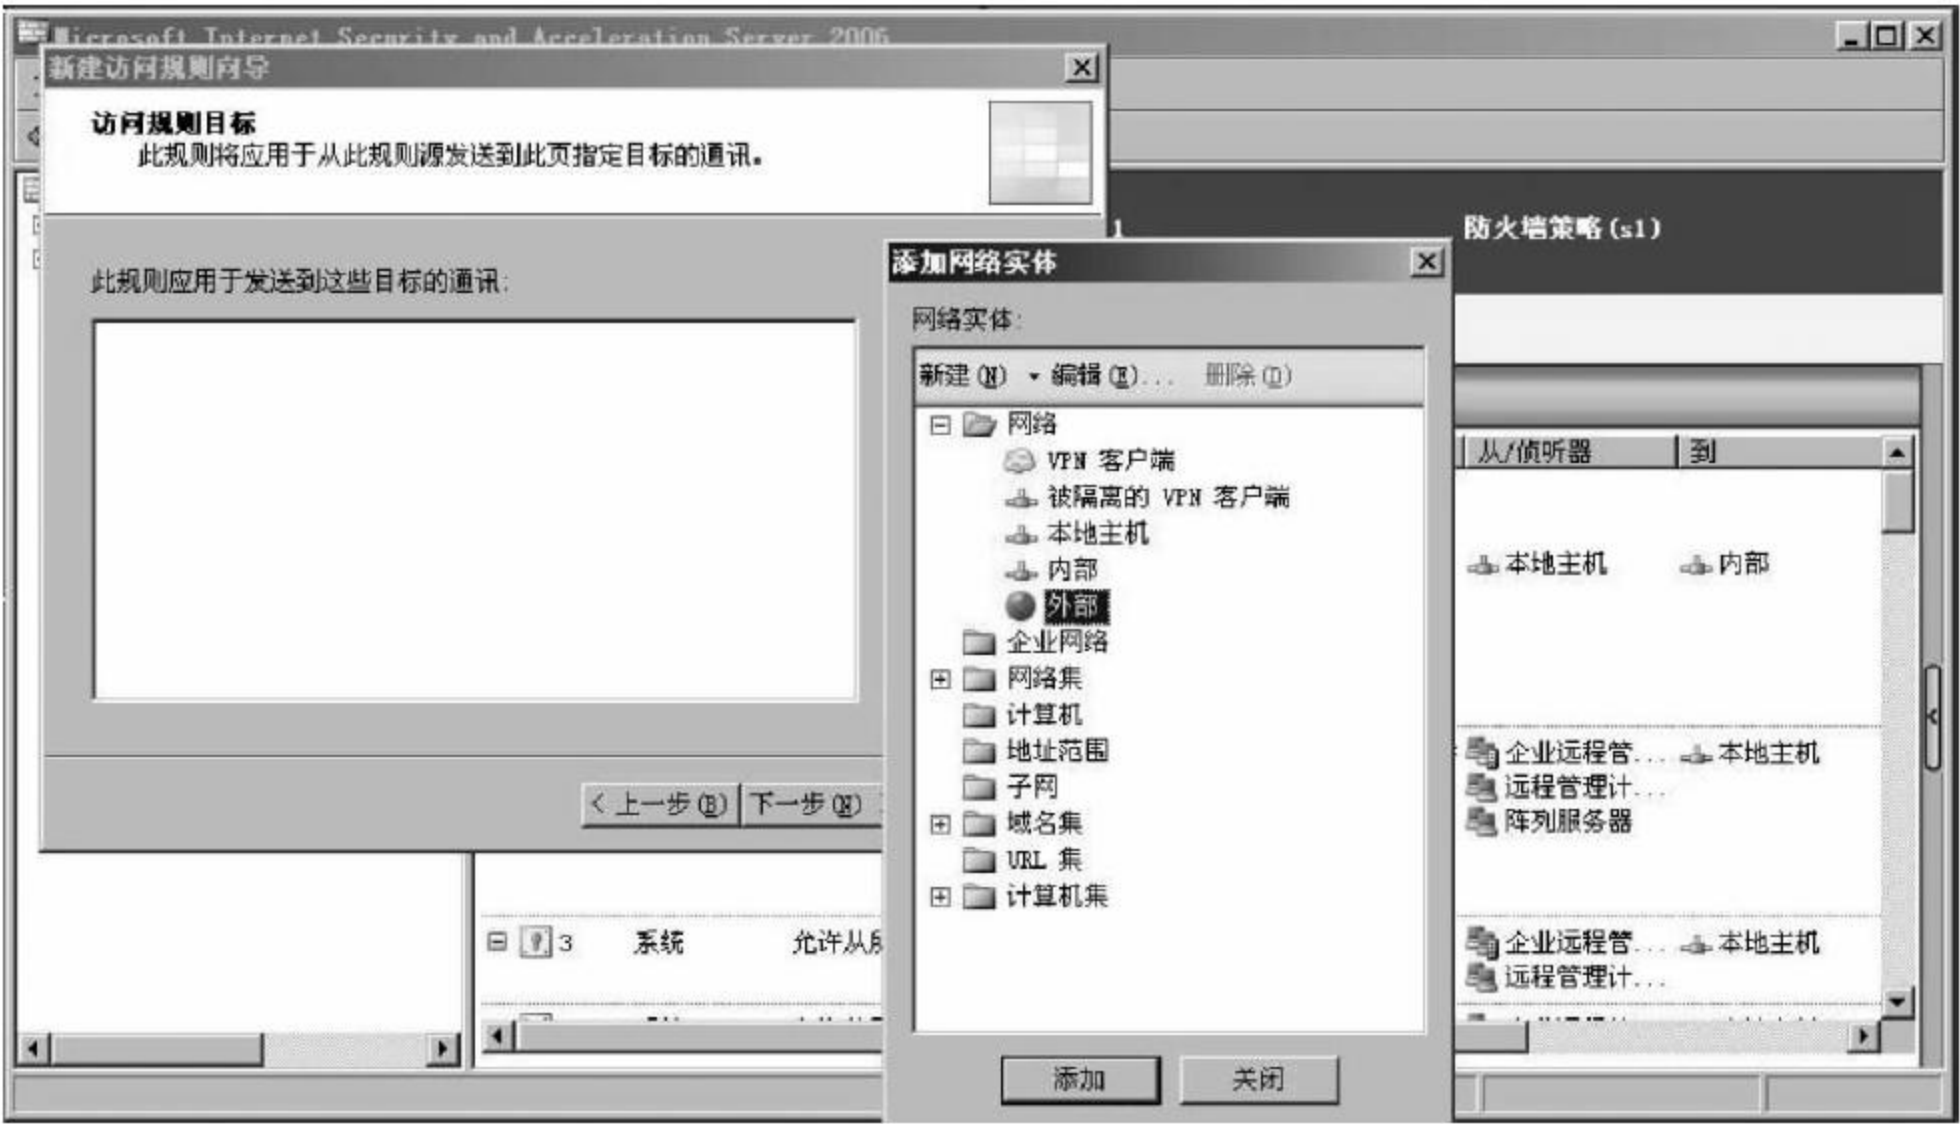 Microsoft Internet Security and Acceleration Server 2006
新建访问规则向导
访问规则目标
此规则将应用于从此规则源发送到此页指定目标的通讯。
1
防火墙策略(s1)
此规则应用于发送到这些目标的通讯:
添加网络实体
网络实体:
新建(N) 编辑(E)... 删除(D)
网络
VPN 客户端
被隔离的 VPN 客户端
本地主机
内部
外部
企业网络
网络集
计算机
地址范围
子网
域名集
URL 集
计算机集
添加 关闭
< 上一步(B) 下一步(N)
从/侦听器 到
本地主机 内部
企业远程管... 本地主机
远程管理计...
阵列服务器
3 系统 允许从
企业远程管... 本地主机
远程管理计...